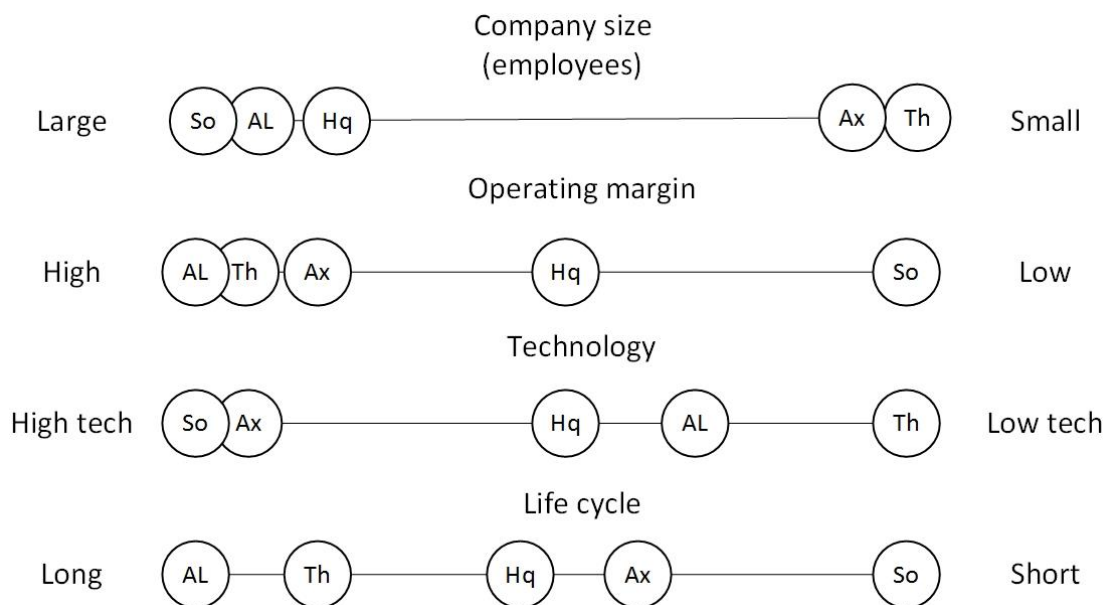 Company size
(employees)
Large So AL Hq Ax Th Small
Operating margin
High AL Th Ax Hq So Low
Technology
High tech So Ax Hq AL Th Low tech
Life cycle
Long AL Th Hq Ax So Short